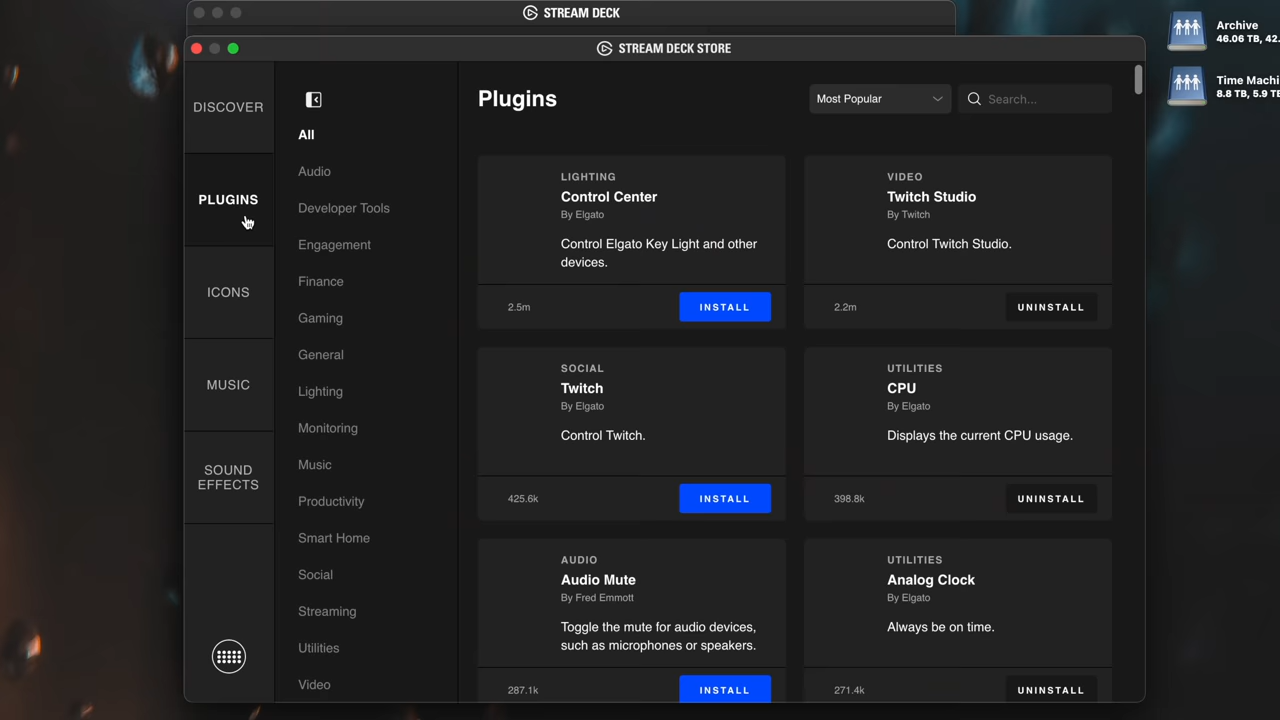 STREAM DECK
STREAM DECK STORE
Archive
46.06 TB, 42.
Time Machi
8.8 TB, 5.9 TE
DISCOVER
PLUGINS
ICONS
MUSIC
SOUND
EFFECTS
All
Audio
Developer Tools
Engagement
Finance
Gaming
General
Lighting
Monitoring
Music
Productivity
Smart Home
Social
Streaming
Utilities
Video
Plugins
Most Popular
Search...
LIGHTING
Control Center
By Elgato
Control Elgato Key Light and other
devices.
2.5m
INSTALL
VIDEO
Twitch Studio
By Twitch
Control Twitch Studio.
2.2m
UNINSTALL
SOCIAL
Twitch
By Elgato
Control Twitch.
425.6k
INSTALL
UTILITIES
CPU
By Elgato
Displays the current CPU usage.
398.8k
UNINSTALL
AUDIO
Audio Mute
By Fred Emmott
Toggle the mute for audio devices,
such as microphones or speakers.
287.1k
INSTALL
UTILITIES
Analog Clock
By Elgato
Always be on time.
271.4k
UNINSTALL